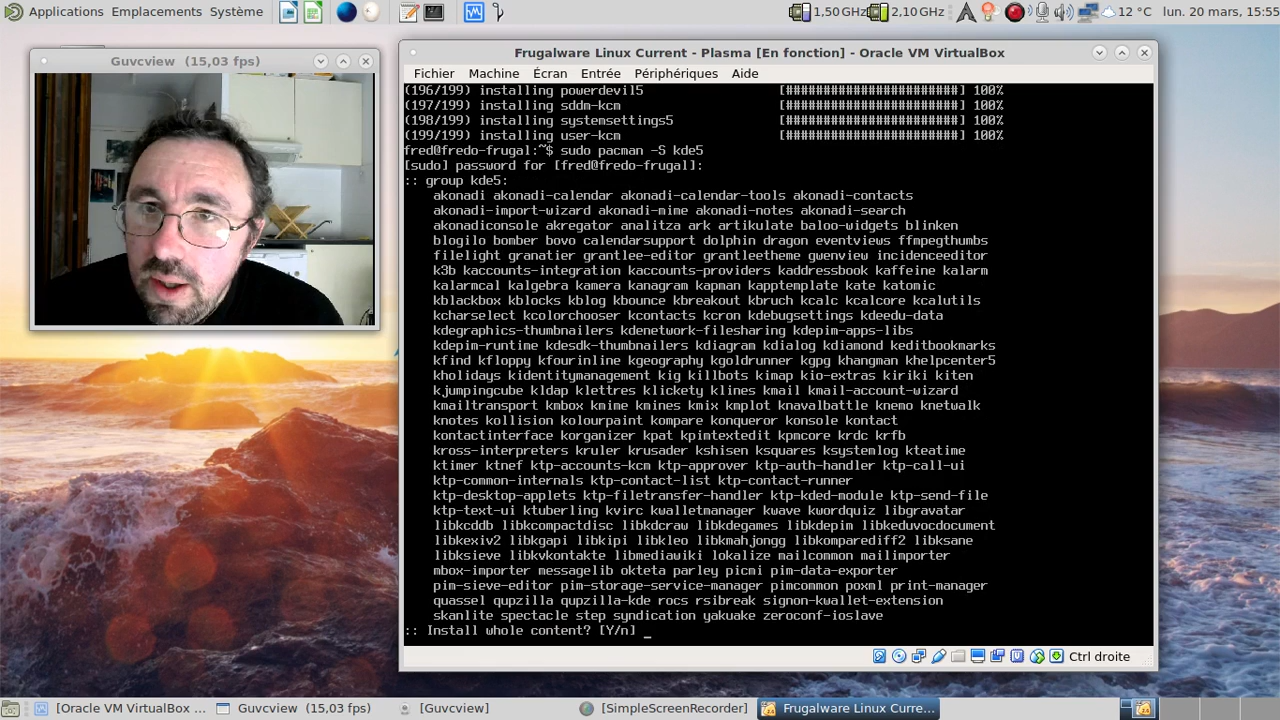 Applications Emplacements Système 1,50 GHz 2,10 GHz 12 °C lun. 20 mars, 15:55
Guvcview (15,03 fps)
Frugalware Linux Current - Plasma [En fonction] - Oracle VM VirtualBox
Fichier Machine Écran Entrée Périphériques Aide
(196/199) installing powerdevil5 [#######################] 100%
(197/199) installing sddm-kcm [#######################] 100%
(198/199) installing systemsettings5 [#######################] 100%
(199/199) installing user-kcm [#######################] 100%
fred@fredo-frugal:~$ sudo pacman -S kde5
[sudo] password for [fred@fredo-frugal]:
:: group kde5:
akonadi akonadi-calendar akonadi-calendar-tools akonadi-contacts
akonadi-import-wizard akonadi-mime akonadi-notes akonadi-search
akonadiconsole akregator analitza ark artikulate baloo-widgets blinken
blogilo bomber bovo calendarsupport dolphin dragon eventviews ffmpegthumbs
filelight granatier grantlee-editor grantleetheme gwenview incidenceeditor
k3b kaccounts-integration kaccounts-providers kaddressbook kaffeine kalarm
kalarmcal kalgebra kamera kanagram kapman kapptemplate kate katomic
kblackbox kblocks kblog kbounce kbreakout kbruch kcalc kcalcore kcalutils
kcharselect kcolorchooser kcontacts kcron kdebugsettings kdeedu-data
kdegraphics-thumbnailers kdenetwork-filesharing kdepim-apps-libs
kdepim-runtime kdesdk-thumbnailers kdiagram kdialog kdiamond keditbookmarks
kfind kfloppy kfourinline kgeography kgoldrunner kgpg khangman khelpcenter5
kholidays kidentitymanagement kig killbots kimap kio-extras kiriki kiten
kjumpingcube kldap klettres klickety klines kmail kmail-account-wizard
kmailtransport kmbox kmime kmines kmix kmplot knavalbattle knemo knetwalk
knotes kollision kolourpaint kompare konqueror konsole kontact
kontactinterface korganizer kpat kpimtextedit kpmcore krdc krfb
kross-interpreters kruler krusader kshisen ksquares ksystemlog kteatime
ktimer ktnef ktp-accounts-kcm ktp-approver ktp-auth-handler ktp-call-ui
ktp-common-internals ktp-contact-list ktp-contact-runner
ktp-desktop-applets ktp-filetransfer-handler ktp-kded-module ktp-send-file
ktp-text-ui ktuberling kvirc kwalletmanager kwave kwordquiz libgravatar
libkcddb libkcompactdisc libkdcraw libkdegames libkdepim libkeduvocdocument
libkexiv2 libkgapi libkipi libkleo libkmahjongg libkomparediff2 libksane
libksieve libkvkontakte libmediawiki lokalize mailcommon mailimporter
mbox-importer messagelib okteta parley picmi pim-data-exporter
pim-sieve-editor pim-storage-service-manager pimcommon poxml print-manager
quassel qupzilla qupzilla-kde rocs rsibreak signon-kwallet-extension
skanlite spectacle step syndication yakuake zeroconf-ioslave
:: Install whole content? [Y/n] _
Ctrl droite
[Oracle VM VirtualBox ... Guvcview (15,03 fps) [Guvcview] [SimpleScreenRecorder] Frugalware Linux Curre...